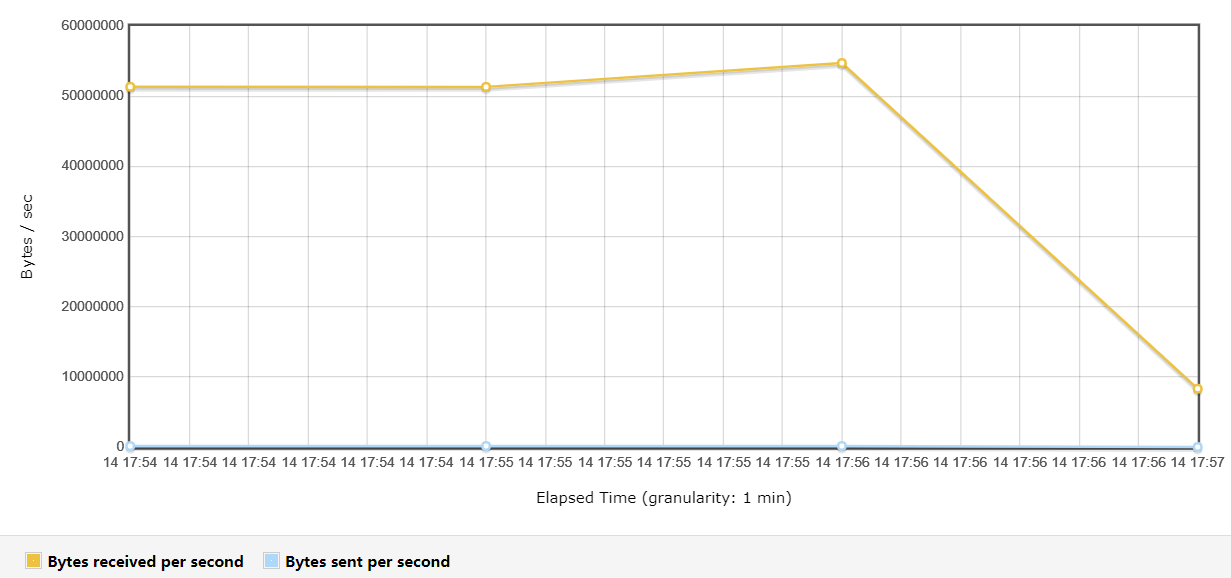 60000000
50000000
40000000
30000000
20000000
10000000
0
Bytes / sec
14 17:54 14 17:54 14 17:54 14 17:54 14 17:54 14 17:54 14 17:55 14 17:55 14 17:55 14 17:55 14 17:55 14 17:55 14 17:56 14 17:56 14 17:56 14 17:56 14 17:56 14 17:56 14 17:57
Elapsed Time (granularity: 1 min)
Bytes received per second Bytes sent per second